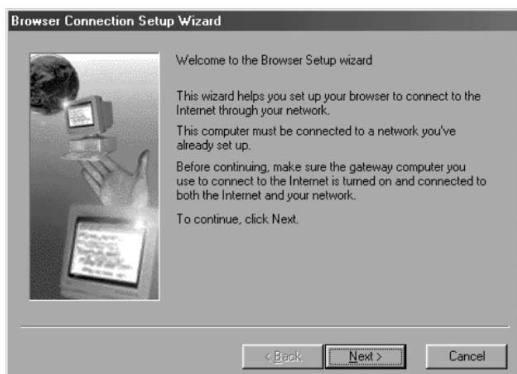 Browser Connection Setup Wizard
Welcome to the Browser Setup wizard
This wizard helps you set up your browser to connect to the
Internet through your network.
This computer must be connected to a network you've
already set up.
Before continuing, make sure the gateway computer you
use to connect to the Internet is turned on and connected to
both the Internet and your network.
To continue, click Next.
< Back
Next >
Cancel